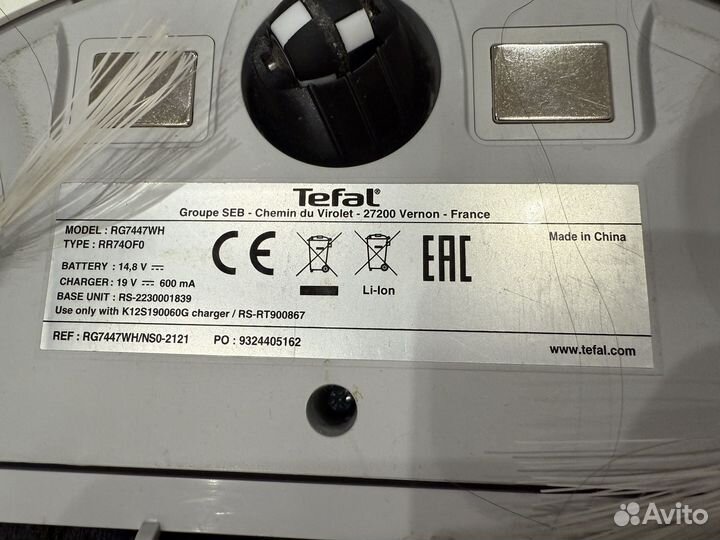 Tefal
Groupe SEB - Chemin du Virolet - 27200 Vernon - France
MODEL : RG7447WH
TYPE : RR74OF0
Made in China
BATTERY : 14,8 V
CHARGER : 19 V 600 mA
BASE UNIT : RS-2230001839
Use only with K12S190060G charger / RS-RT900867
CE
Li-Ion
EAC
REF : RG7447WH/NS0-2121 PO : 9324405162
www.tefal.com
Avito